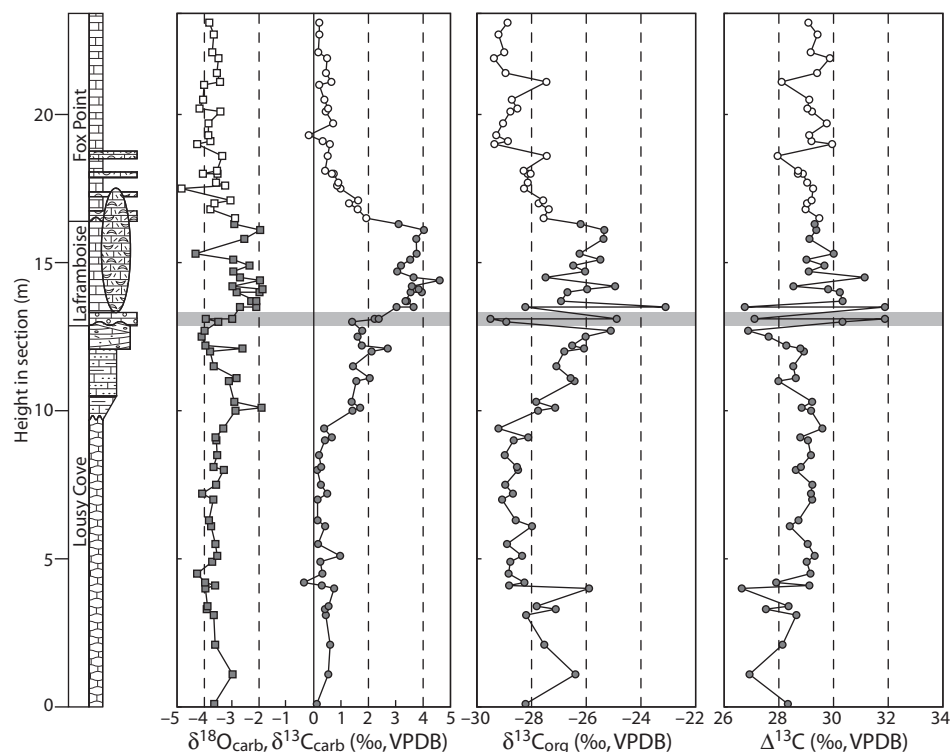 Height in section (m)
20
15
10
5
0
Fox Point
Laframboise
Lousy Cove
−5 −4 −3 −2 −1 0 1 2 3 4 5
−30 −28 −26 −24 −22
26 28 30 32 34
δ¹⁸Ocarb, δ¹³Ccarb (‰, VPDB)
δ¹³Corg (‰, VPDB)
Δ¹³C (‰, VPDB)